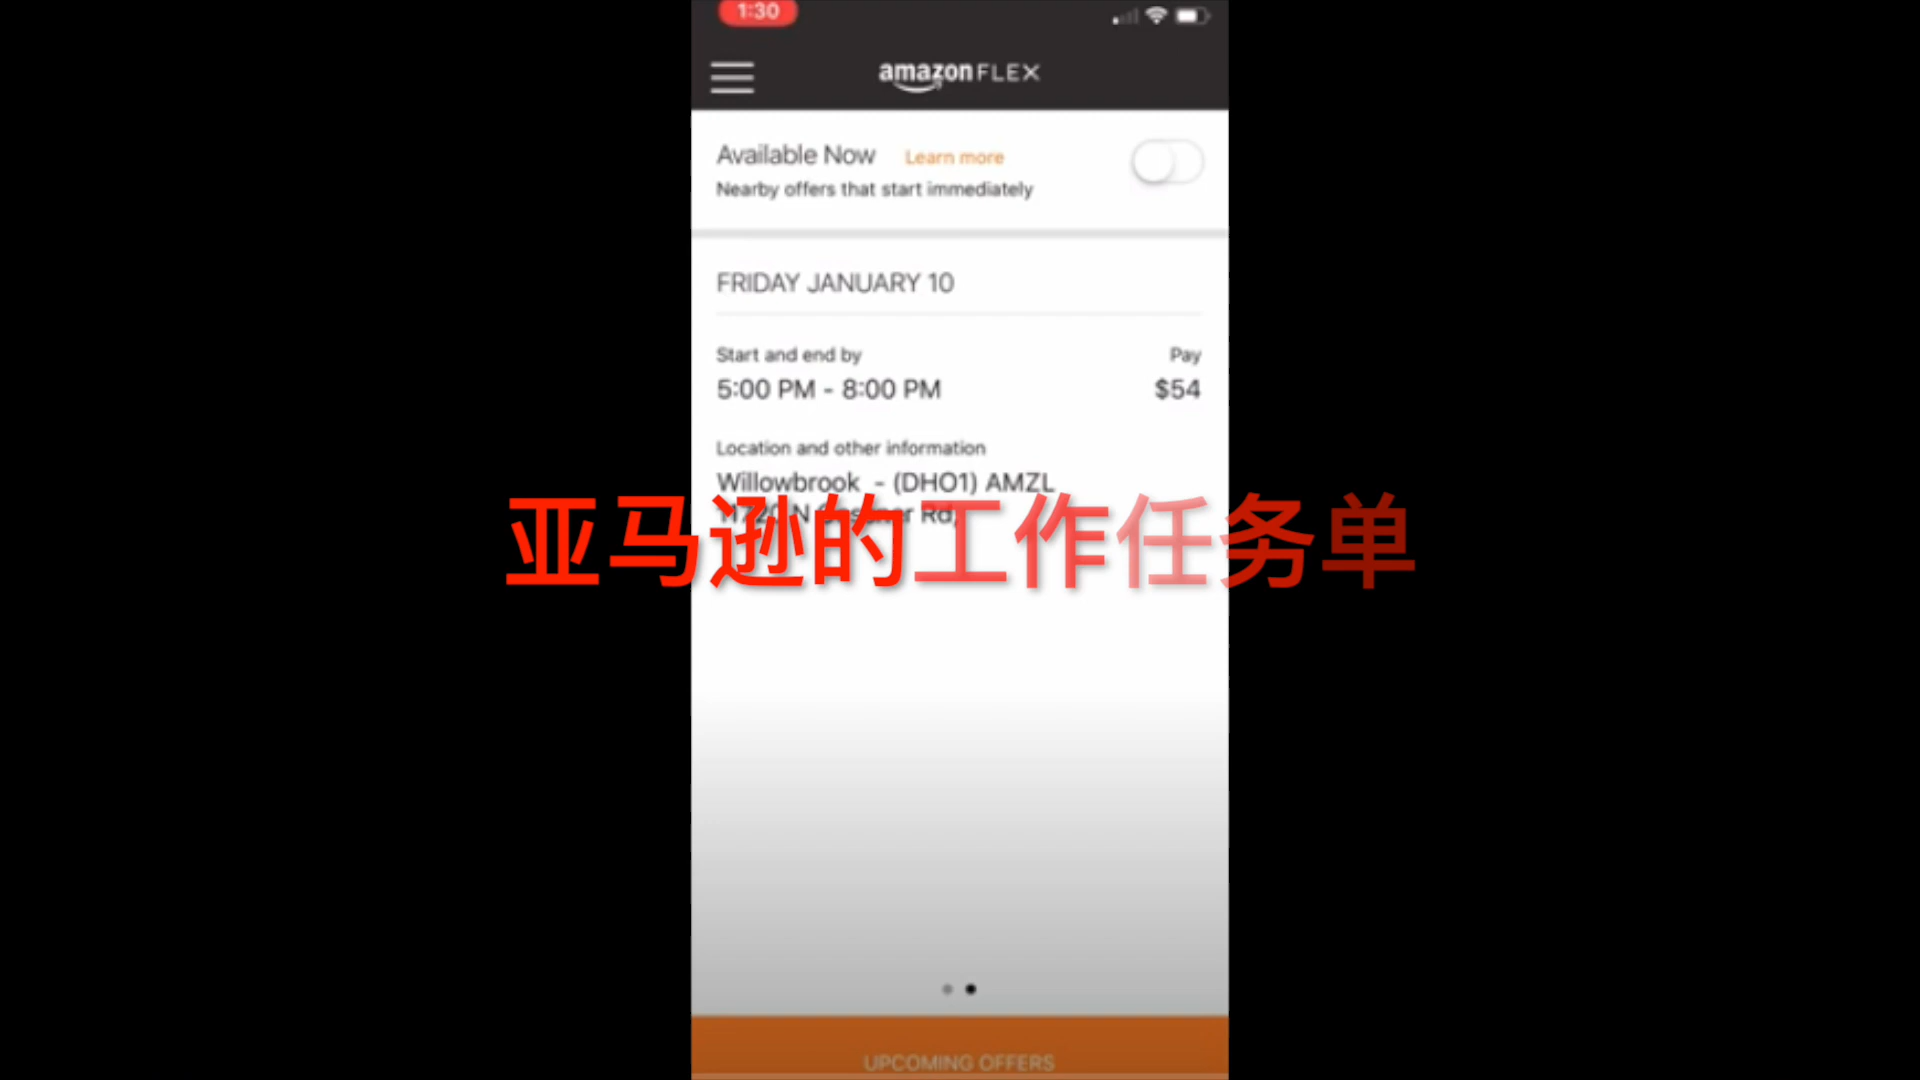 1:30
amazon FLEX
Available Now Learn more
Nearby offers that start immediately
FRIDAY JANUARY 10
Start and end by Pay
5:00 PM - 8:00 PM $54
Location and other information
Willowbrook - (DHO1) AMZL
N Rd,
亚马逊的工作任务单
UPCOMING OFFERS